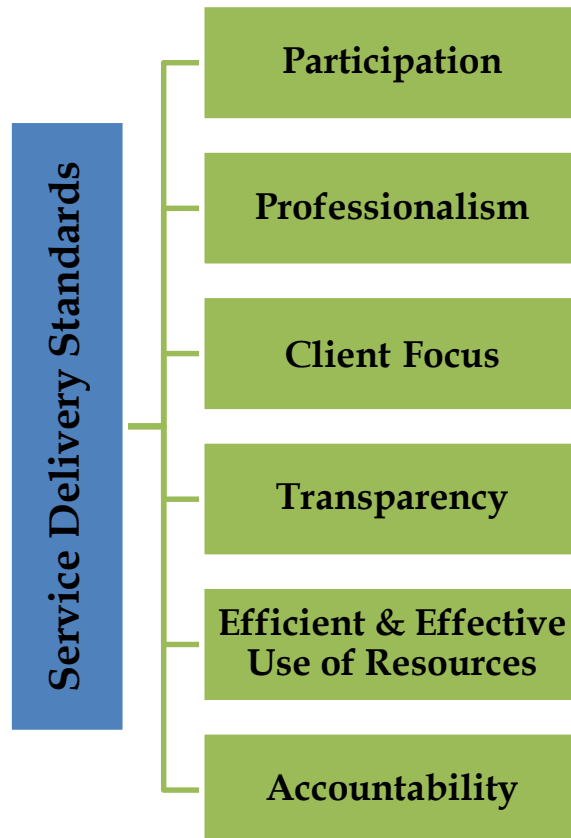 Service Delivery Standards
Participation
Professionalism
Client Focus
Transparency
Efficient & Effective
Use of Resources
Accountability